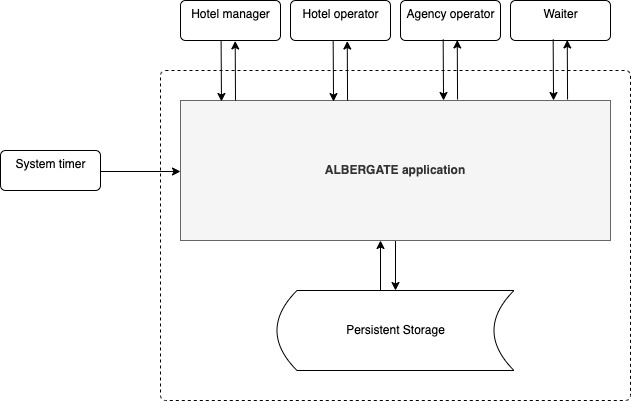 Hotel manager
Hotel operator
Agency operator
Waiter
System timer
ALBERGATE application
Persistent Storage